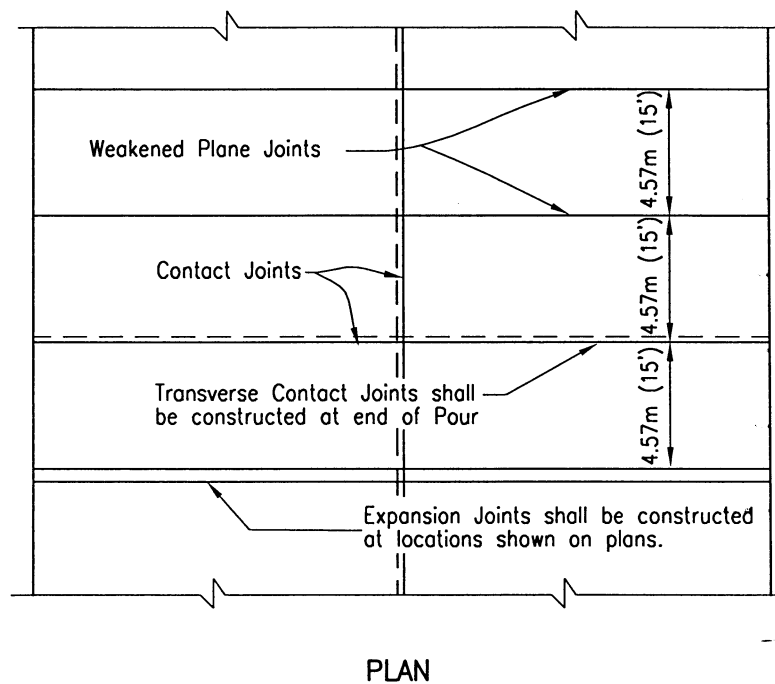 Weakened Plane Joints
4.57m (15')
Contact Joints
4.57m (15')
Transverse Contact Joints shall
be constructed at end of Pour
4.57m (15')
Expansion Joints shall be constructed
at locations shown on plans.
PLAN